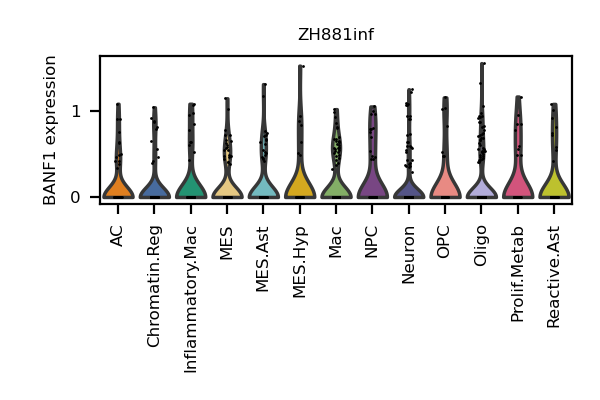 ZH881inf
BANF1 expression
1
0
AC
Chromatin.Reg
Inflammatory.Mac
MES
MES.Ast
MES.Hyp
Mac
NPC
Neuron
OPC
Oligo
Prolif.Metab
Reactive.Ast